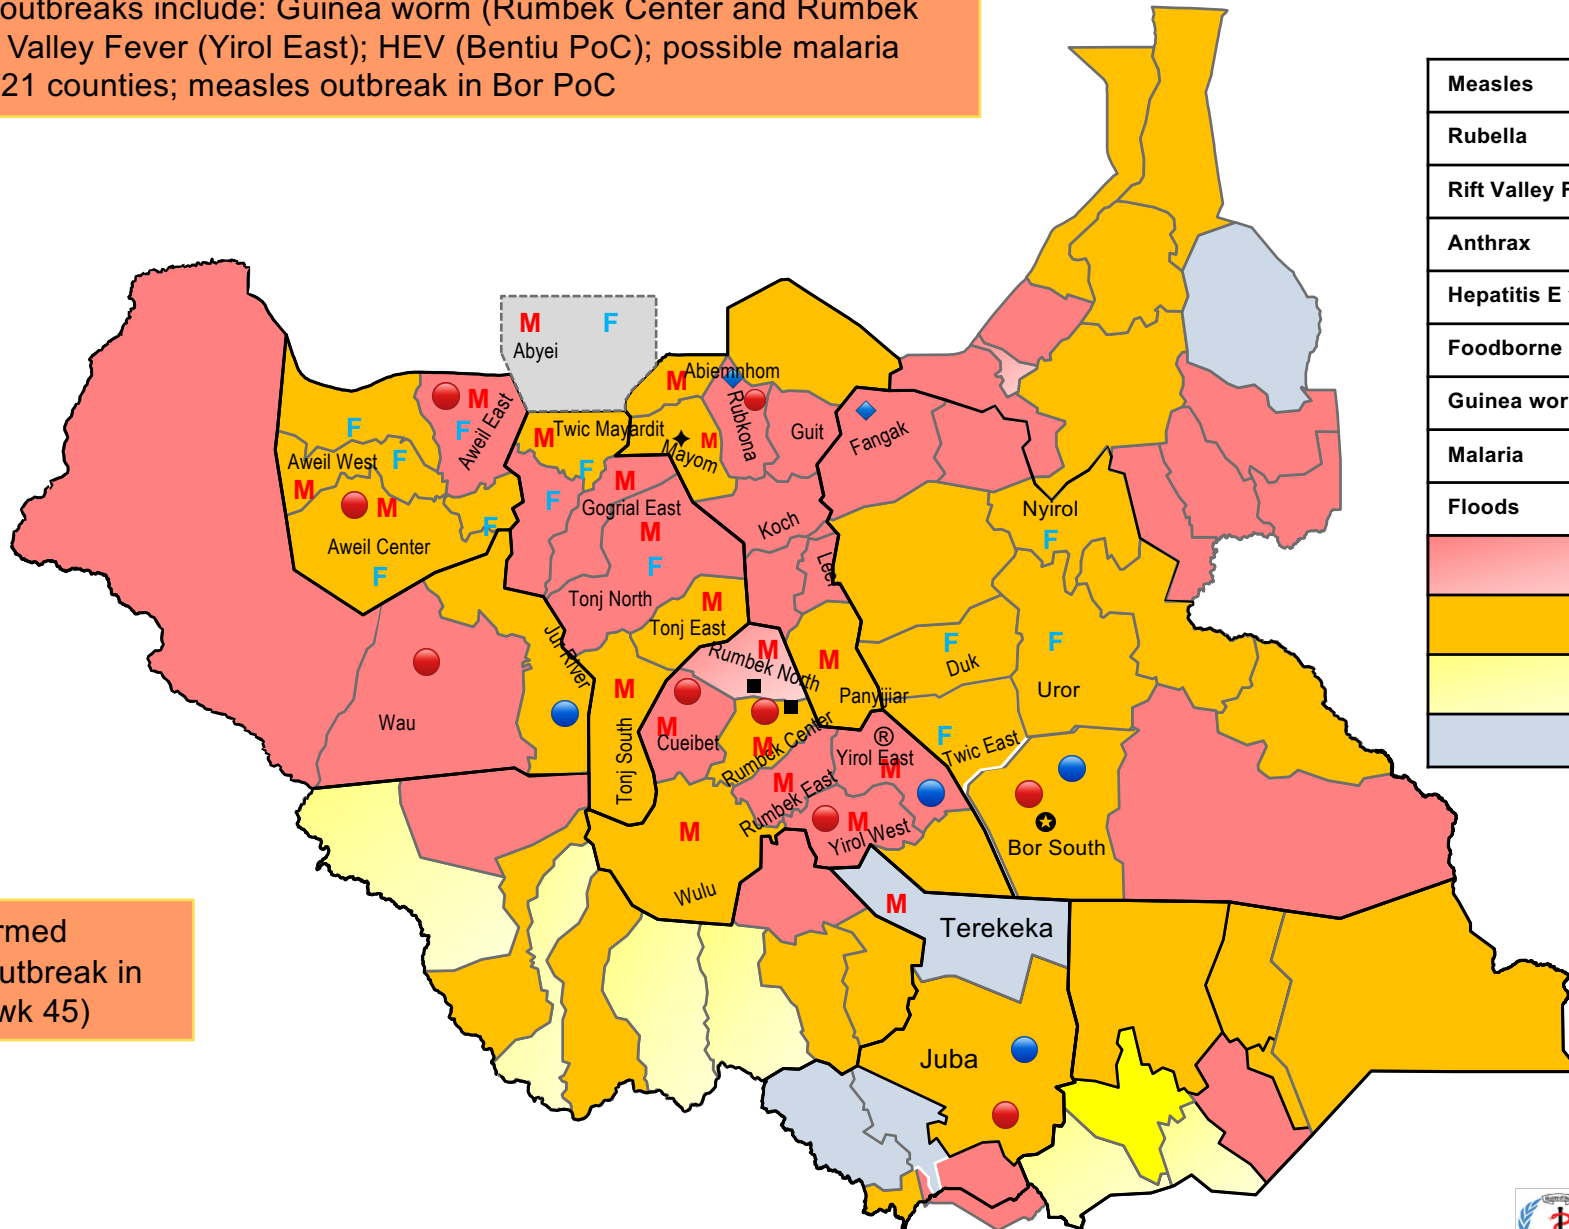 outbreaks include: Guinea worm (Rumbek Center and Rumbek
Valley Fever (Yirol East); HEV (Bentiu PoC); possible malaria
21 counties; measles outbreak in Bor PoC
Measles
Rubella
Rift Valley F
Anthrax
Hepatitis E
Foodborne
Guinea wor
Malaria
Floods
M F
Abyei
M Abiemnhom
M
Aweil East
F
F
Aweil West
F
M
M
Aweil Center
F
F
M Twic Mayardit
F
M
Mayom
Rubkona
Guit
Fangak
F
M
Gogrial East
M
F
Tonj North
Koch
Leer
Nyirol
F
M
Tonj East
Jur River
M
Rumbek North
M
Panyijiar
F
Duk
F
Uror
Wau
M
Tonj South
M
Cueibet
M
Rumbek Center
®
Yirol East
M
F
Twic East
M
Rumbek East
M
Yirol West
Bor South
M
Wulu
M
Terekeka
Juba
rmed
utbreak in
wk 45)